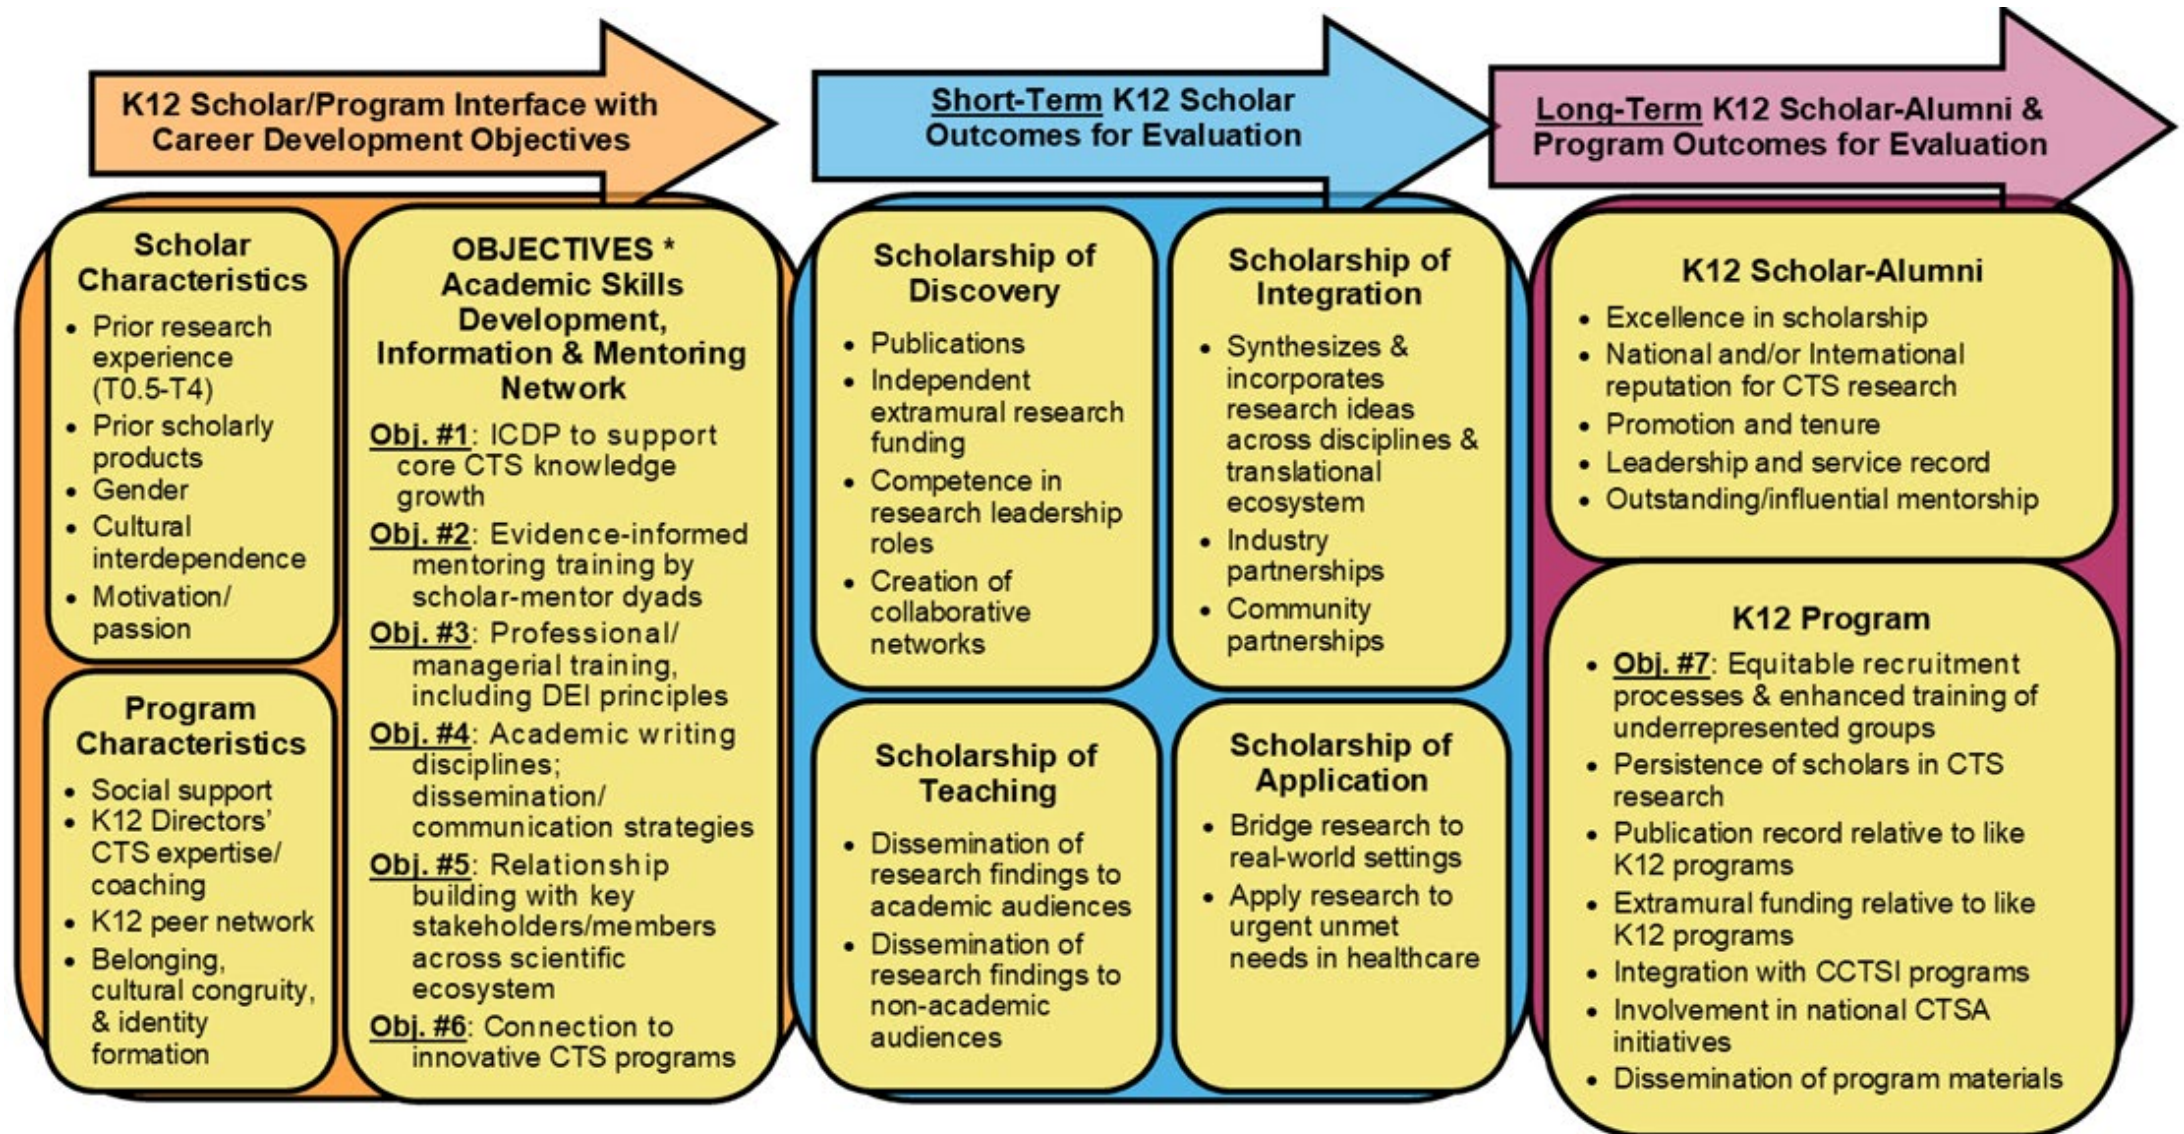 K12 Scholar/Program Interface with
Career Development Objectives
Short-Term K12 Scholar
Outcomes for Evaluation
Long-Term K12 Scholar-Alumni &
Program Outcomes for Evaluation
Scholar
Characteristics
• Prior research
experience
(T0.5-T4)
• Prior scholarly
products
• Gender
• Cultural
interdependence
• Motivation/
passion
Program
Characteristics
• Social support
• K12 Directors’
CTS expertise/
coaching
• K12 peer network
• Belonging,
cultural congruity,
& identity
formation
OBJECTIVES *
Academic Skills
Development,
Information & Mentoring
Network
Obj. #1: ICDP to support
core CTS knowledge
growth
Obj. #2: Evidence-informed
mentoring training by
scholar-mentor dyads
Obj. #3: Professional/
managerial training,
including DEI principles
Obj. #4: Academic writing
disciplines;
dissemination/
communication strategies
Obj. #5: Relationship
building with key
stakeholders/members
across scientific
ecosystem
Obj. #6: Connection to
innovative CTS programs
Scholarship of
Discovery
• Publications
• Independent
extramural research
funding
• Competence in
research leadership
roles
• Creation of
collaborative
networks
Scholarship of
Integration
• Synthesizes &
incorporates
research ideas
across disciplines &
translational
ecosystem
• Industry
partnerships
• Community
partnerships
Scholarship of
Teaching
• Dissemination of
research findings to
academic audiences
• Dissemination of
research findings to
non-academic
audiences
Scholarship of
Application
• Bridge research to
real-world settings
• Apply research to
urgent unmet
needs in healthcare
K12 Scholar-Alumni
• Excellence in scholarship
• National and/or International
reputation for CTS research
• Promotion and tenure
• Leadership and service record
• Outstanding/influential mentorship
K12 Program
• Obj. #7: Equitable recruitment
processes & enhanced training of
underrepresented groups
• Persistence of scholars in CTS
research
• Publication record relative to like
K12 programs
• Extramural funding relative to like
K12 programs
• Integration with CCTSI programs
• Involvement in national CTSA
initiatives
• Dissemination of program materials